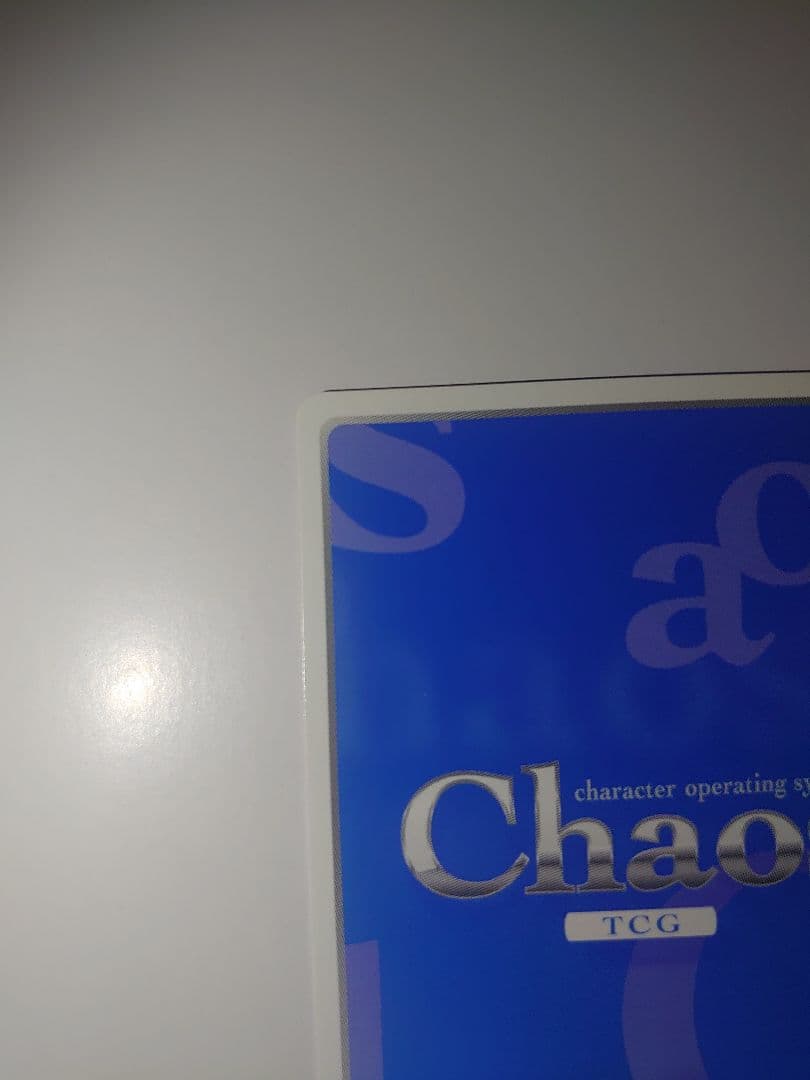 s
a
character operating sy
Chao
TCG